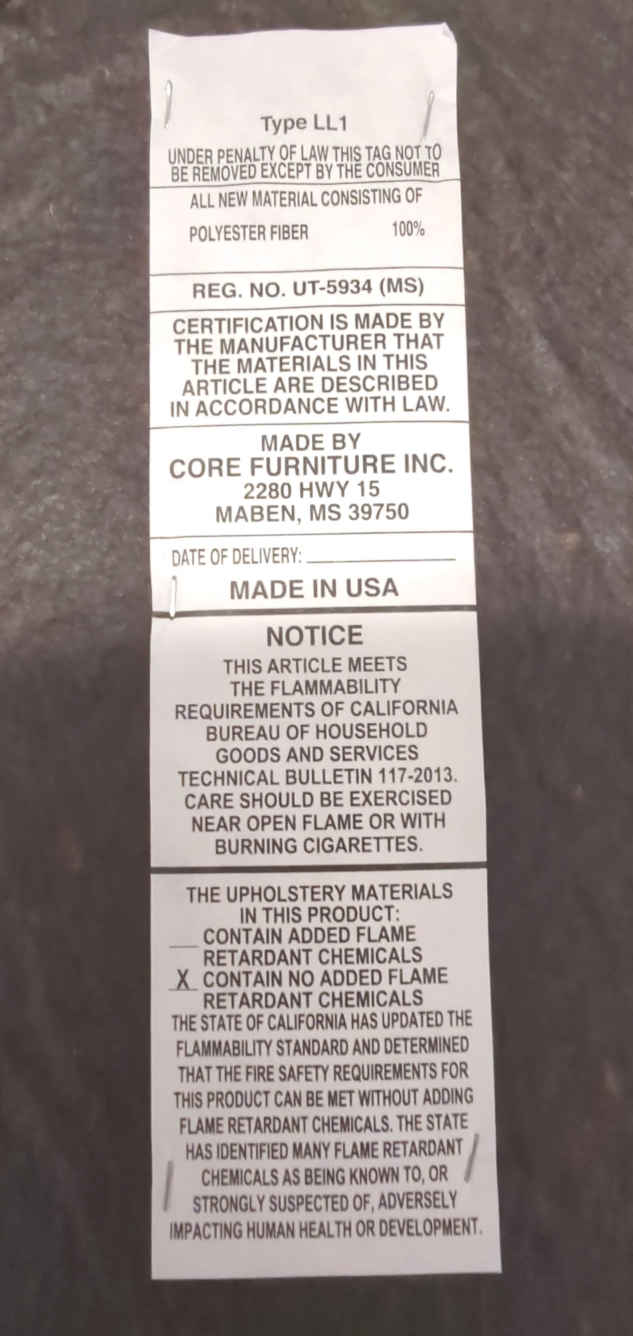 Type LL1
UNDER PENALTY OF LAW THIS TAG NOT TO
BE REMOVED EXCEPT BY THE CONSUMER
ALL NEW MATERIAL CONSISTING OF
POLYESTER FIBER 100%
REG. NO. UT-5934 (MS)
CERTIFICATION IS MADE BY
THE MANUFACTURER THAT
THE MATERIALS IN THIS
ARTICLE ARE DESCRIBED
IN ACCORDANCE WITH LAW.
MADE BY
CORE FURNITURE INC.
2280 HWY 15
MABEN, MS 39750
DATE OF DELIVERY: ____________
MADE IN USA
NOTICE
THIS ARTICLE MEETS
THE FLAMMABILITY
REQUIREMENTS OF CALIFORNIA
BUREAU OF HOUSEHOLD
GOODS AND SERVICES
TECHNICAL BULLETIN 117-2013.
CARE SHOULD BE EXERCISED
NEAR OPEN FLAME OR WITH
BURNING CIGARETTES.
THE UPHOLSTERY MATERIALS
IN THIS PRODUCT:
__ CONTAIN ADDED FLAME
RETARDANT CHEMICALS
X CONTAIN NO ADDED FLAME
RETARDANT CHEMICALS
THE STATE OF CALIFORNIA HAS UPDATED THE
FLAMMABILITY STANDARD AND DETERMINED
THAT THE FIRE SAFETY REQUIREMENTS FOR
THIS PRODUCT CAN BE MET WITHOUT ADDING
FLAME RETARDANT CHEMICALS. THE STATE
HAS IDENTIFIED MANY FLAME RETARDANT
CHEMICALS AS BEING KNOWN TO, OR
STRONGLY SUSPECTED OF, ADVERSELY
IMPACTING HUMAN HEALTH OR DEVELOPMENT.